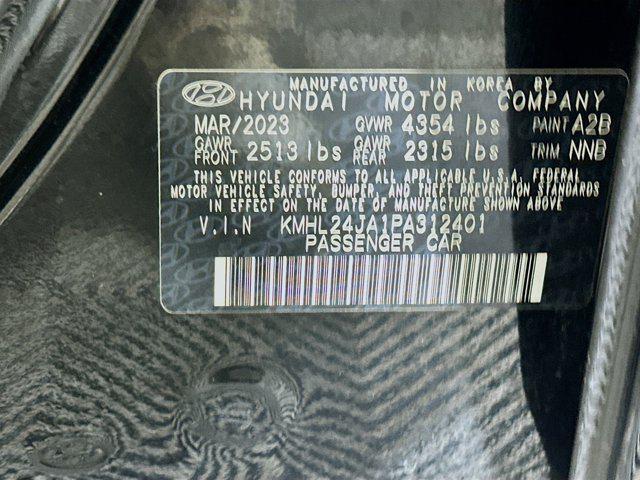 MANUFACTURED IN KOREA BY
HYUNDAI MOTOR COMPANY
MAR/2023 GVWR 4354 lbs PAINT A2B
GAWR FRONT 2513 lbs GAWR REAR 2315 lbs TRIM NNB
THIS VEHICLE CONFORMS TO ALL APPLICABLE U.S.A. FEDERAL
MOTOR VEHICLE SAFETY, BUMPER, AND THEFT PREVENTION STANDARDS
IN EFFECT ON THE DATE OF MANUFACTURE SHOWN ABOVE
V.I.N KMHL24JA1PA312401
PASSENGER CAR